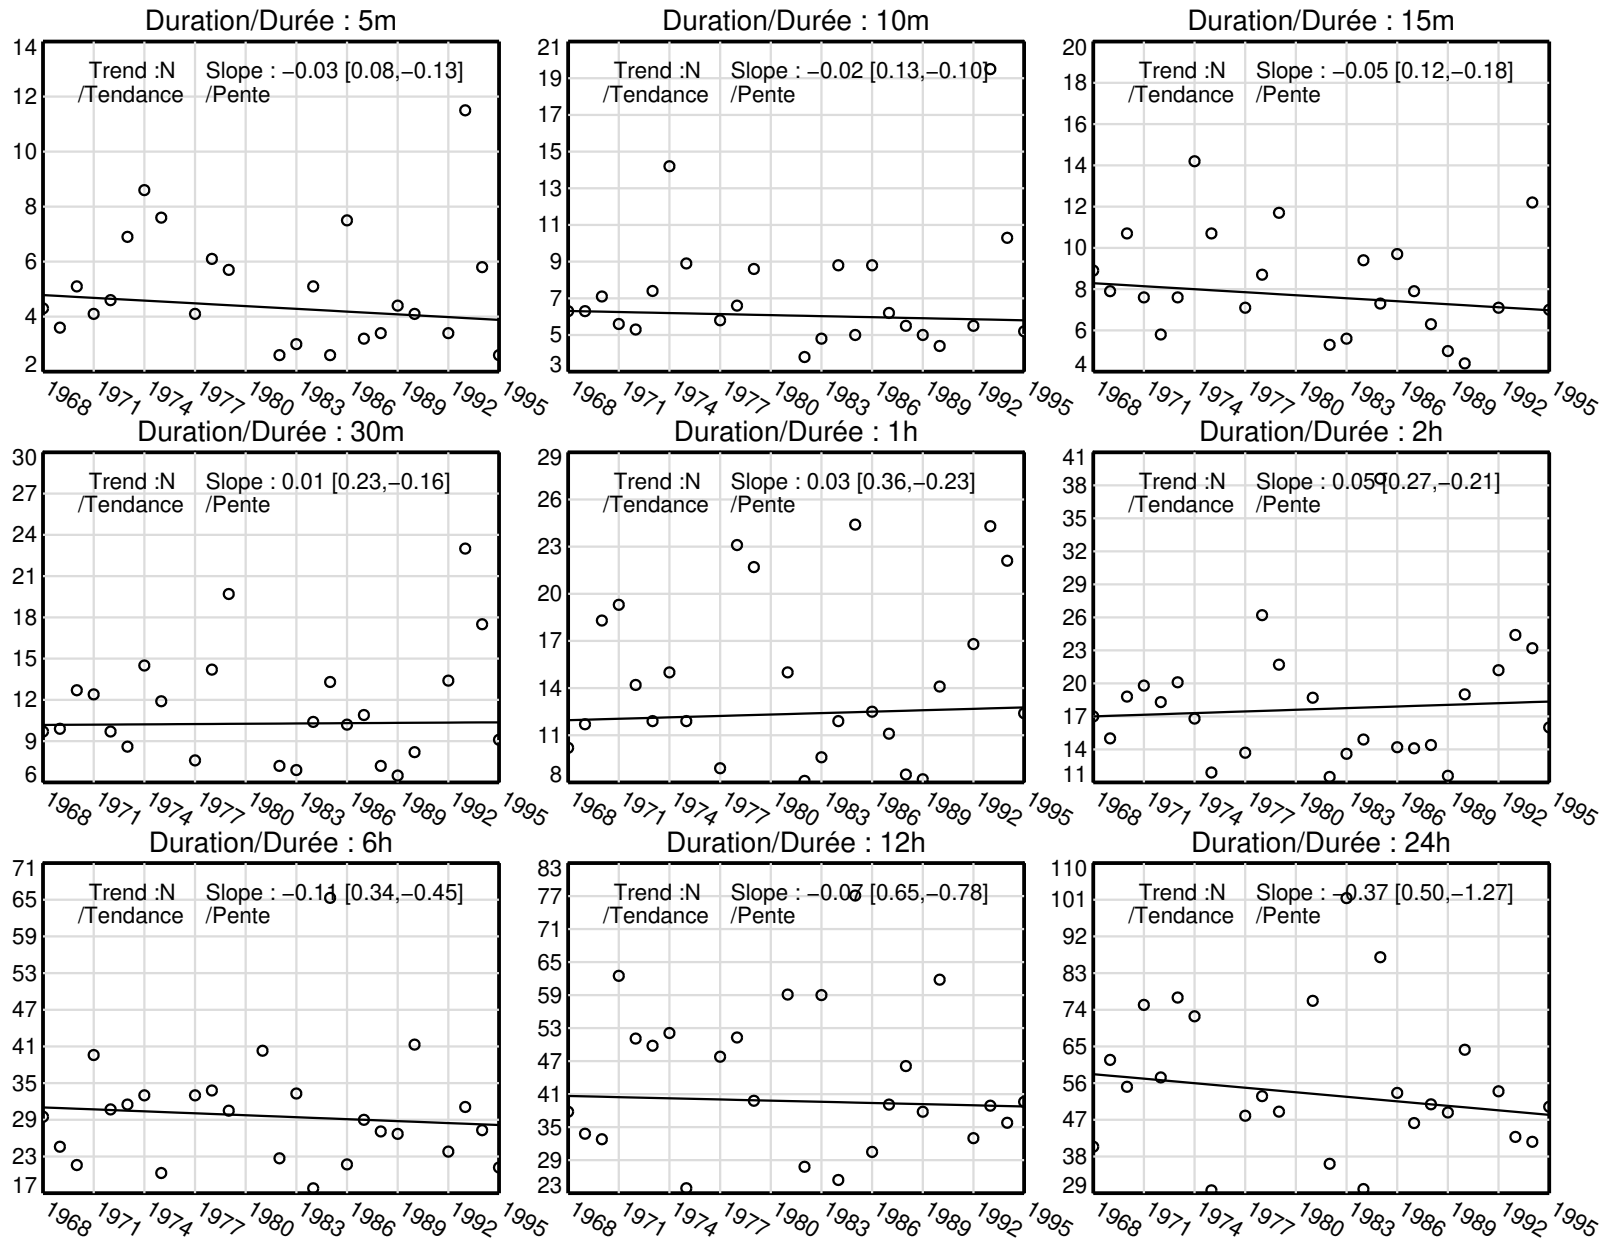 Duration/Durée : 5m
14
12
10
8
6
4
2
Trend :N Slope : −0.03 [0.08,−0.13]
/Tendance /Pente
1968 1971 1974 1977 1980 1983 1986 1989 1992 1995
Duration/Durée : 10m
21
19
17
15
13
11
9
7
5
3
Trend :N Slope : −0.02 [0.13,−0.10]
/Tendance /Pente
1968 1971 1974 1977 1980 1983 1986 1989 1992 1995
Duration/Durée : 15m
20
18
16
14
12
10
8
6
4
Trend :N Slope : −0.05 [0.12,−0.18]
/Tendance /Pente
1968 1971 1974 1977 1980 1983 1986 1989 1992 1995
Duration/Durée : 30m
30
27
24
21
18
15
12
9
6
Trend :N Slope : 0.01 [0.23,−0.16]
/Tendance /Pente
1968 1971 1974 1977 1980 1983 1986 1989 1992 1995
Duration/Durée : 1h
29
26
23
20
17
14
11
8
Trend :N Slope : 0.03 [0.36,−0.23]
/Tendance /Pente
1968 1971 1974 1977 1980 1983 1986 1989 1992 1995
Duration/Durée : 2h
41
38
35
32
29
26
23
20
17
14
11
Trend :N Slope : 0.05 [0.27,−0.21]
/Tendance /Pente
1968 1971 1974 1977 1980 1983 1986 1989 1992 1995
Duration/Durée : 6h
71
65
59
53
47
41
35
29
23
17
Trend :N Slope : −0.11 [0.34,−0.45]
/Tendance /Pente
1968 1971 1974 1977 1980 1983 1986 1989 1992 1995
Duration/Durée : 12h
83
77
71
65
59
53
47
41
35
29
23
Trend :N Slope : −0.07 [0.65,−0.78]
/Tendance /Pente
1968 1971 1974 1977 1980 1983 1986 1989 1992 1995
Duration/Durée : 24h
110
101
92
83
74
65
56
47
38
29
Trend :N Slope : −0.37 [0.50,−1.27]
/Tendance /Pente
1968 1971 1974 1977 1980 1983 1986 1989 1992 1995